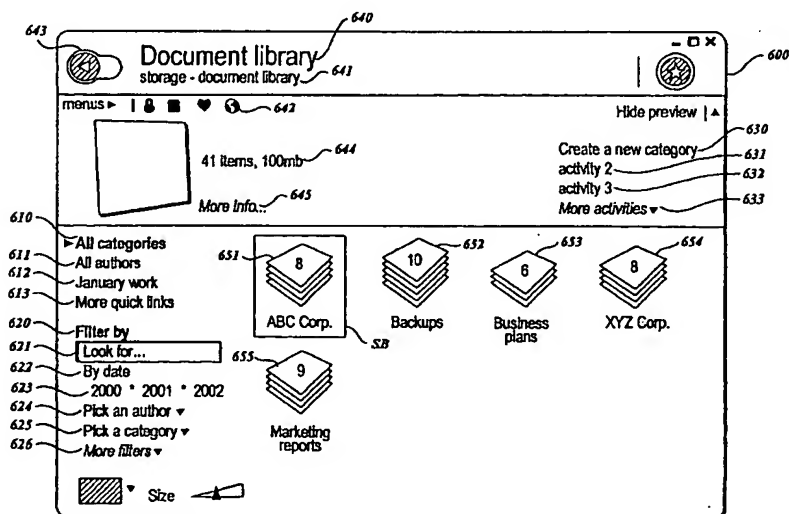 640
643
Document library
641
storage - document library
600
menus
642
Hide preview |
630
Create a new category
631
644
41 items, 100mb
activity 2
632
activity 3
645
633
More info...
More activities
610
All categories
651
652
653
654
611
All authors
8
10
6
8
612
January work
613
More quick links
ABC Corp.
Backups
Business
plans
XYZ Corp.
620
Filter by
SB
621
Look for...
622
By date
655
9
623
2000 * 2001 * 2002
624
Pick an author
625
Pick a category
Marketing
reports
626
More filters
Size